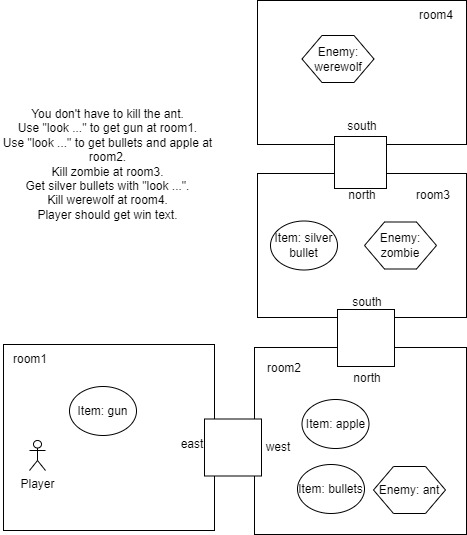 room4
Enemy:
werewolf
You don't have to kill the ant.
Use "look ..." to get gun at room1.
Use "look ..." to get bullets and apple at
room2.
Kill zombie at room3.
Get silver bullets with "look ...".
Kill werewolf at room4.
Player should get win text.
south
north
room3
Item: silver
bullet
Enemy:
zombie
south
north
room1
room2
Item: gun
Item: apple
east
west
Player
Item: bullets
Enemy: ant